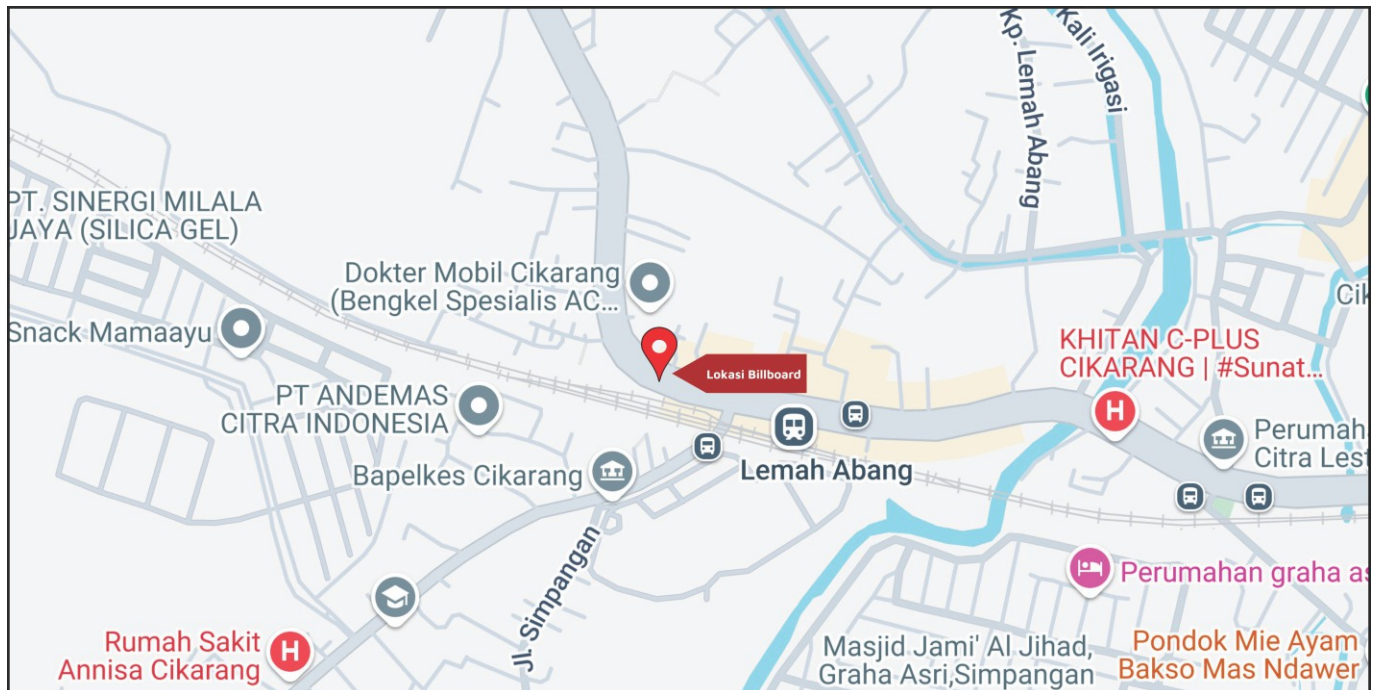 Kali Irigasi
Kp. Lemah Abang
PT. SINERGI MILALA
JAYA (SILICA GEL)
Dokter Mobil Cikarang
(Bengkel Spesialis AC...
Cik
Snack Mamaayu
KHITAN C-PLUS
CIKARANG | #Sunat...
Lokasi Billboard
PT ANDEMAS
CITRA INDONESIA
H
Perumah
Citra Lest
Bapelkes Cikarang
Lemah Abang
Jl. Simpangan
Perumahan graha as
Rumah Sakit
Annisa Cikarang
H
Masjid Jami' Al Jihad,
Graha Asri,Simpangan
Pondok Mie Ayam
Bakso Mas Ndawer